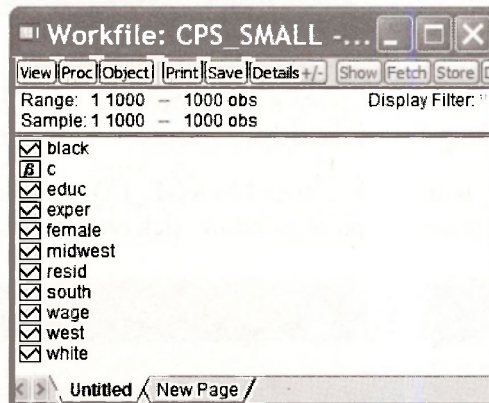 Workfile: CPS_SMALL -...
View Proc Object Print Save Details+/- Show Fetch Store
Range: 1 1000 -- 1000 obs Display Filter: *
Sample: 1 1000 -- 1000 obs
black
β c
educ
exper
female
midwest
resid
south
wage
west
white
Untitled New Page